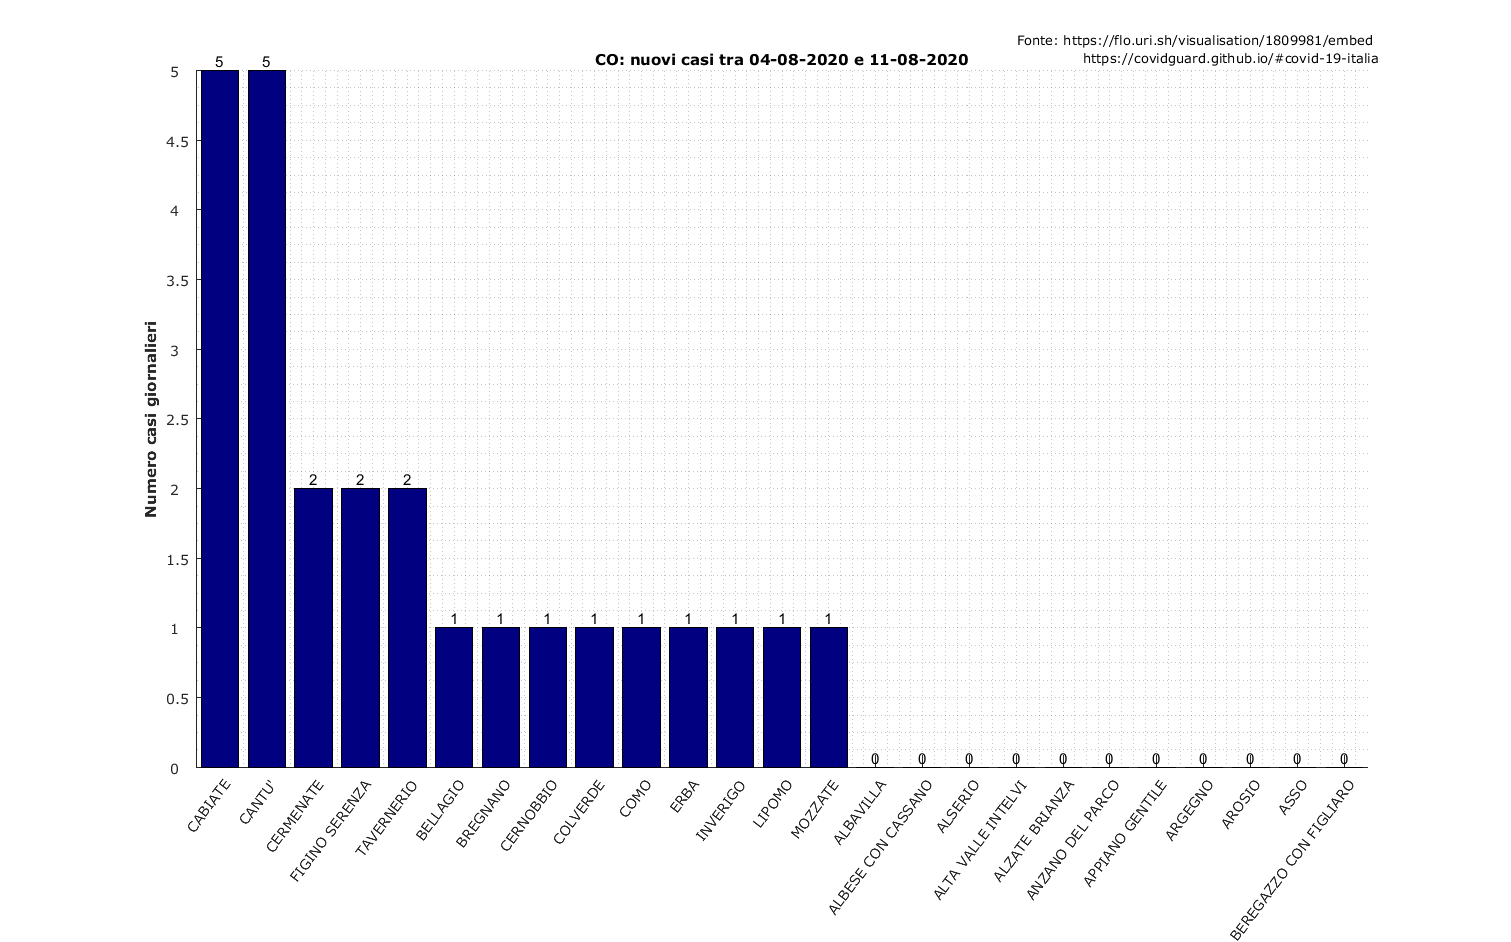 Fonte: https://flo.uri.sh/visualisation/1809981/embed
https://covidguard.github.io/#covid-19-italia
CO: nuovi casi tra 04-08-2020 e 11-08-2020
Numero casi giornalieri
5
4.5
4
3.5
3
2.5
2
1.5
1
0.5
0
5
5
2
2
2
1
1
1
1
1
1
1
1
1
0
0
0
0
0
0
0
0
0
0
0
CABIATE
CANTU'
CERMENATE
FIGINO SERENZA
TAVERNERIO
BELLAGIO
BREGNANO
CERNOBBIO
COLVERDE
COMO
ERBA
INVERIGO
LIPOMO
MOZZATE
ALBAVILLA
ALBESE CON CASSANO
ALSERIO
ALTA VALLE INTELVI
ALZATE BRIANZA
ANZANO DEL PARCO
APPIANO GENTILE
ARGEGNO
AROSIO
ASSO
BEREGAZZO CON FIGLIARO